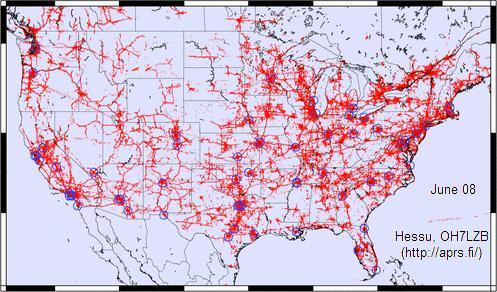 June 08
Hessu, OH7LZB
(http://aprs.fi/)